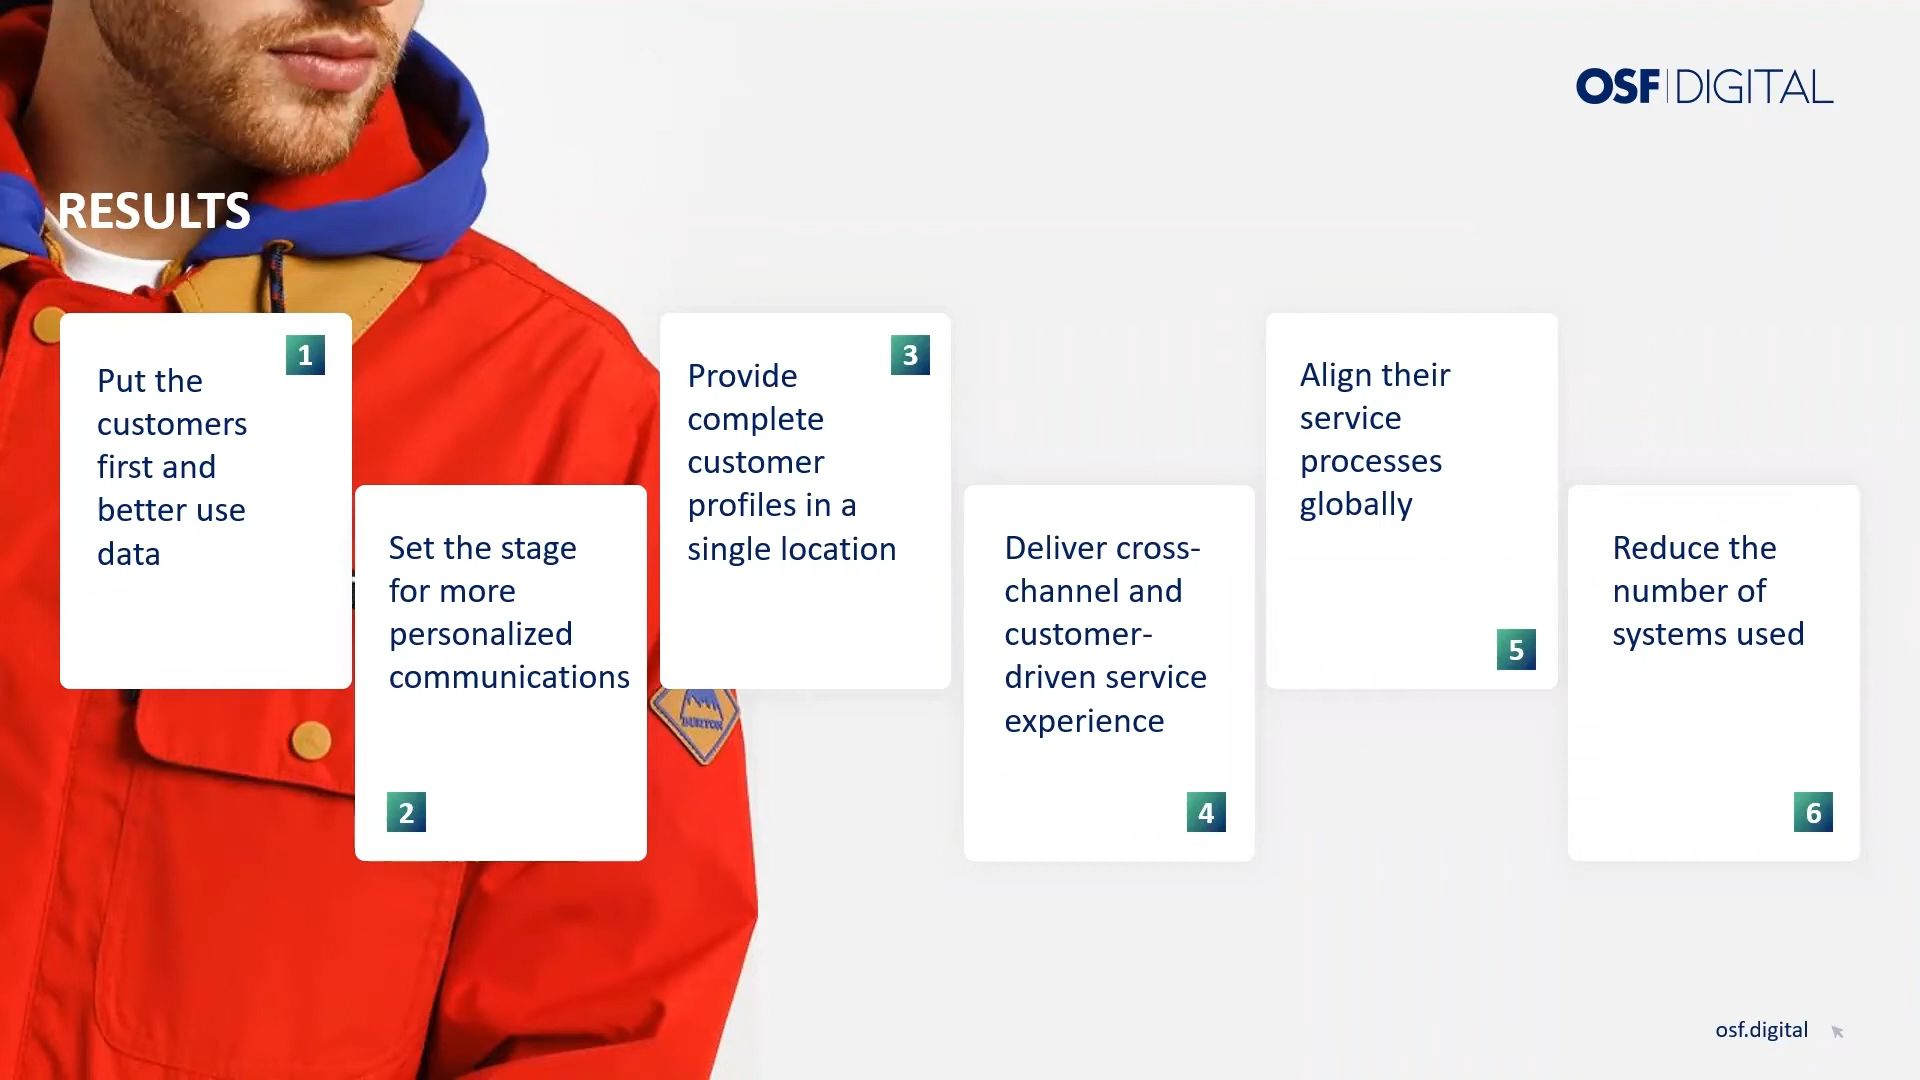 OSF|DIGITAL
RESULTS
1
Put the
customers
first and
better use
data
Set the stage
for more
personalized
communications
2
3
Provide
complete
customer
profiles in a
single location
Deliver cross-
channel and
customer-
driven service
experience
4
Align their
service
processes
globally
5
Reduce the
number of
systems used
6
BURTON
osf.digital